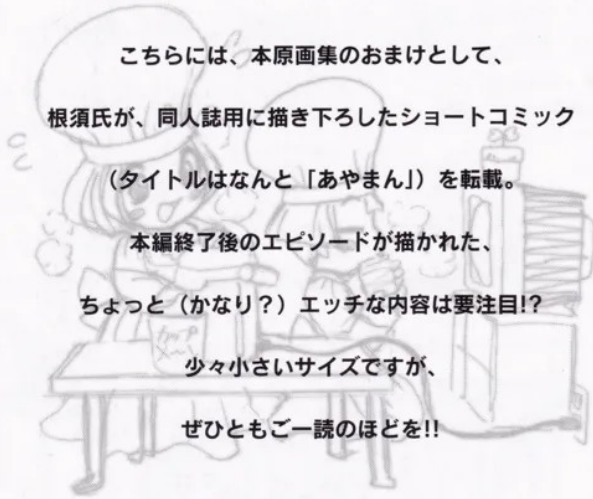 こちらには、本原画集のおまけとして、
根須氏が、同人誌用に描き下ろしたショートコミック
（タイトルはなんと「あやまん」）を転載。
本編終了後のエピソードが描かれた、
ちょっと（かなり？）エッチな内容は要注目!?
少々小さいサイズですが、
ぜひともご一読のほどを!!